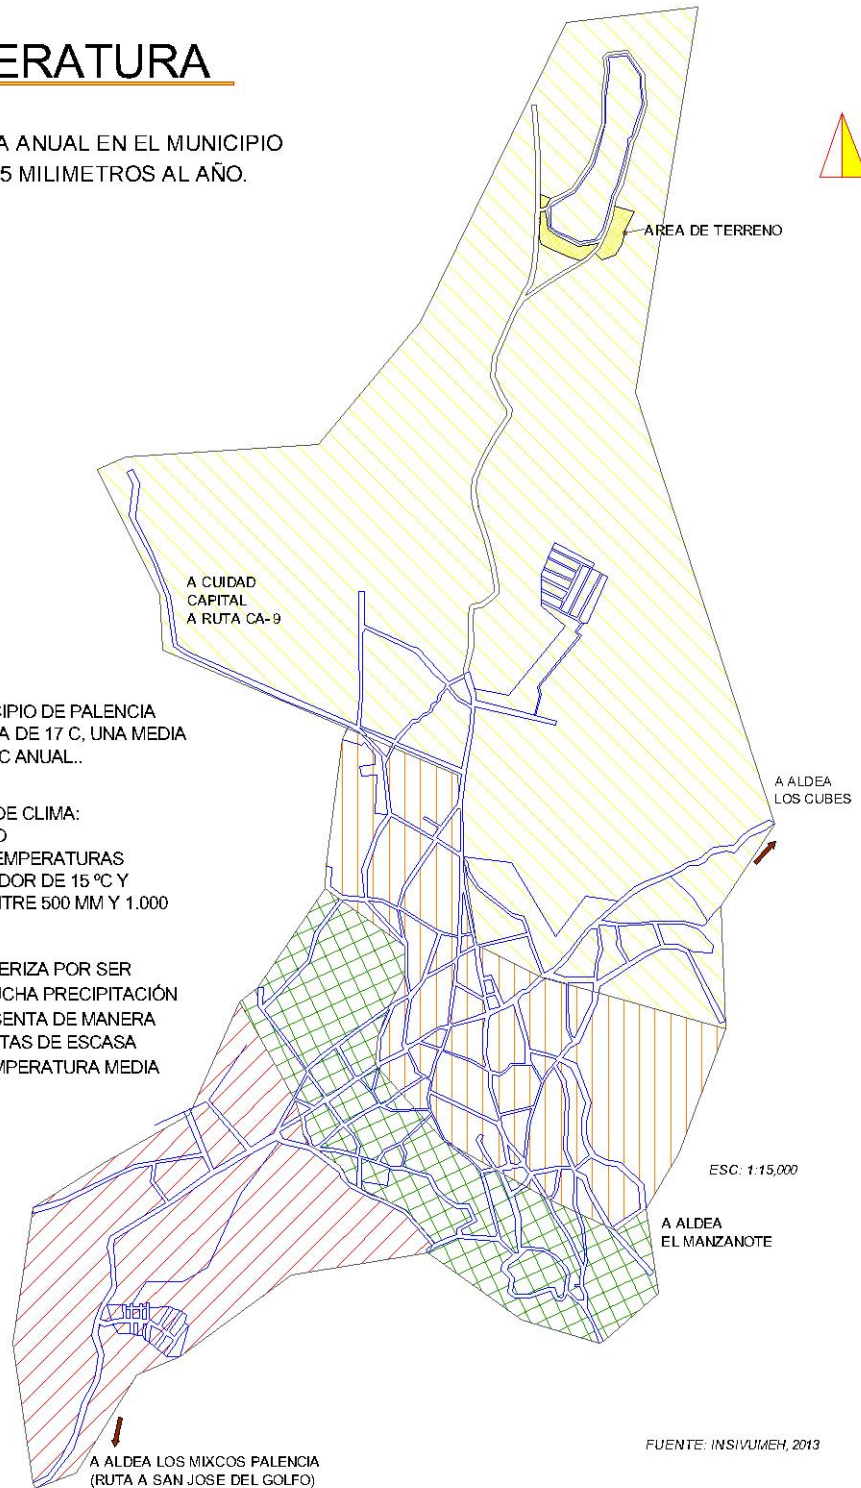 ERATURA
A ANUAL EN EL MUNICIPIO
5 MILIMETROS AL AÑO.
AREA DE TERRENO
A CUIDAD
CAPITAL
A RUTA CA-9
CIPIO DE PALENCIA
A DE 17 C, UNA MEDIA
C ANUAL..
A ALDEA
LOS CUBES
DE CLIMA:
O
EMPERATURAS
DOR DE 15 ºC Y
NTRE 500 MM Y 1.000
ERIZA POR SER
UCHA PRECIPITACIÓN
SENTA DE MANERA
TAS DE ESCASA
MPERATURA MEDIA
ESC: 1:15,000
A ALDEA
EL MANZANOTE
A ALDEA LOS MIXCOS PALENCIA
(RUTA A SAN JOSE DEL GOLFO)
FUENTE: INSIVUMEH, 2013